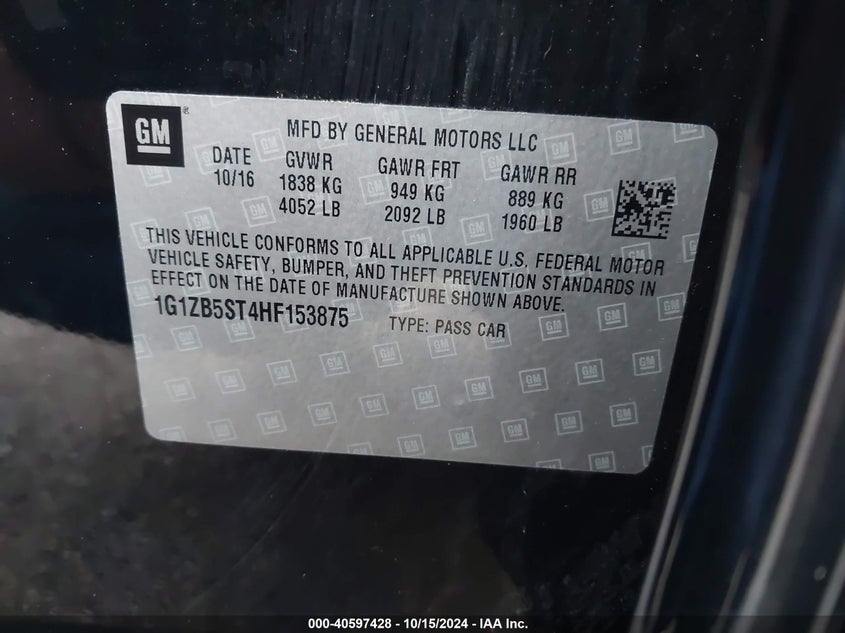 GM ®
MFD BY GENERAL MOTORS LLC
DATE GVWR GAWR FRT GAWR RR
10/16 1838 KG 949 KG 889 KG
4052 LB 2092 LB 1960 LB
THIS VEHICLE CONFORMS TO ALL APPLICABLE U.S. FEDERAL MOTOR
VEHICLE SAFETY, BUMPER, AND THEFT PREVENTION STANDARDS IN
EFFECT ON THE DATE OF MANUFACTURE SHOWN ABOVE.
1G1ZB5ST4HF153875 TYPE: PASS CAR
000-40597428 - 10/15/2024 - IAA Inc.